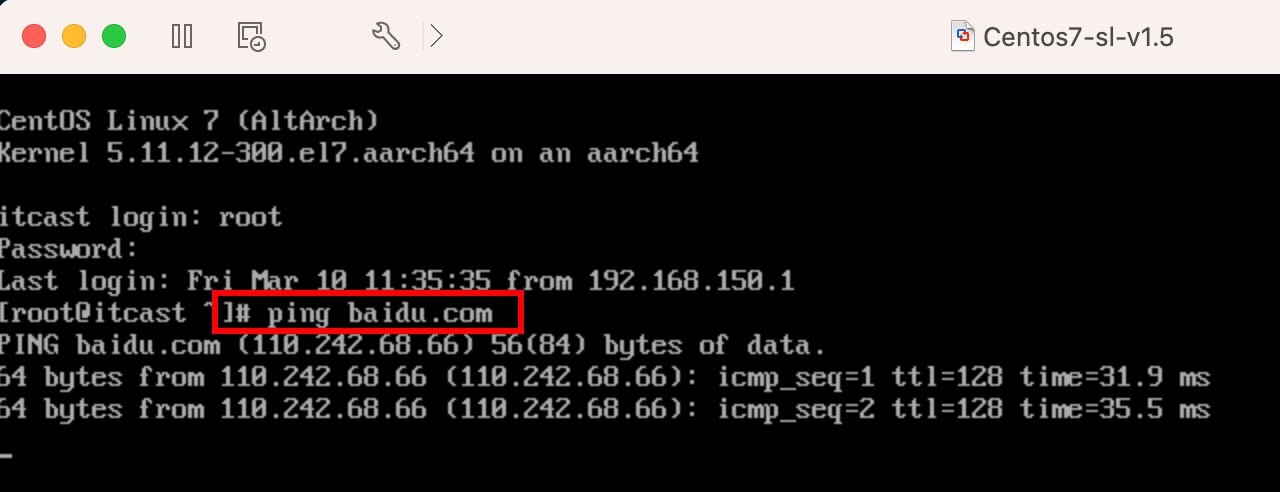 Centos7-sl-v1.5
CentOS Linux 7 (AltArch)
Kernel 5.11.12-300.el7.aarch64 on an aarch64
itcast login: root
Password:
Last login: Fri Mar 10 11:35:35 from 192.168.150.1
[root@itcast ~]# ping baidu.com
PING baidu.com (110.242.68.66) 56(84) bytes of data.
64 bytes from 110.242.68.66 (110.242.68.66): icmp_seq=1 ttl=128 time=31.9 ms
64 bytes from 110.242.68.66 (110.242.68.66): icmp_seq=2 ttl=128 time=35.5 ms